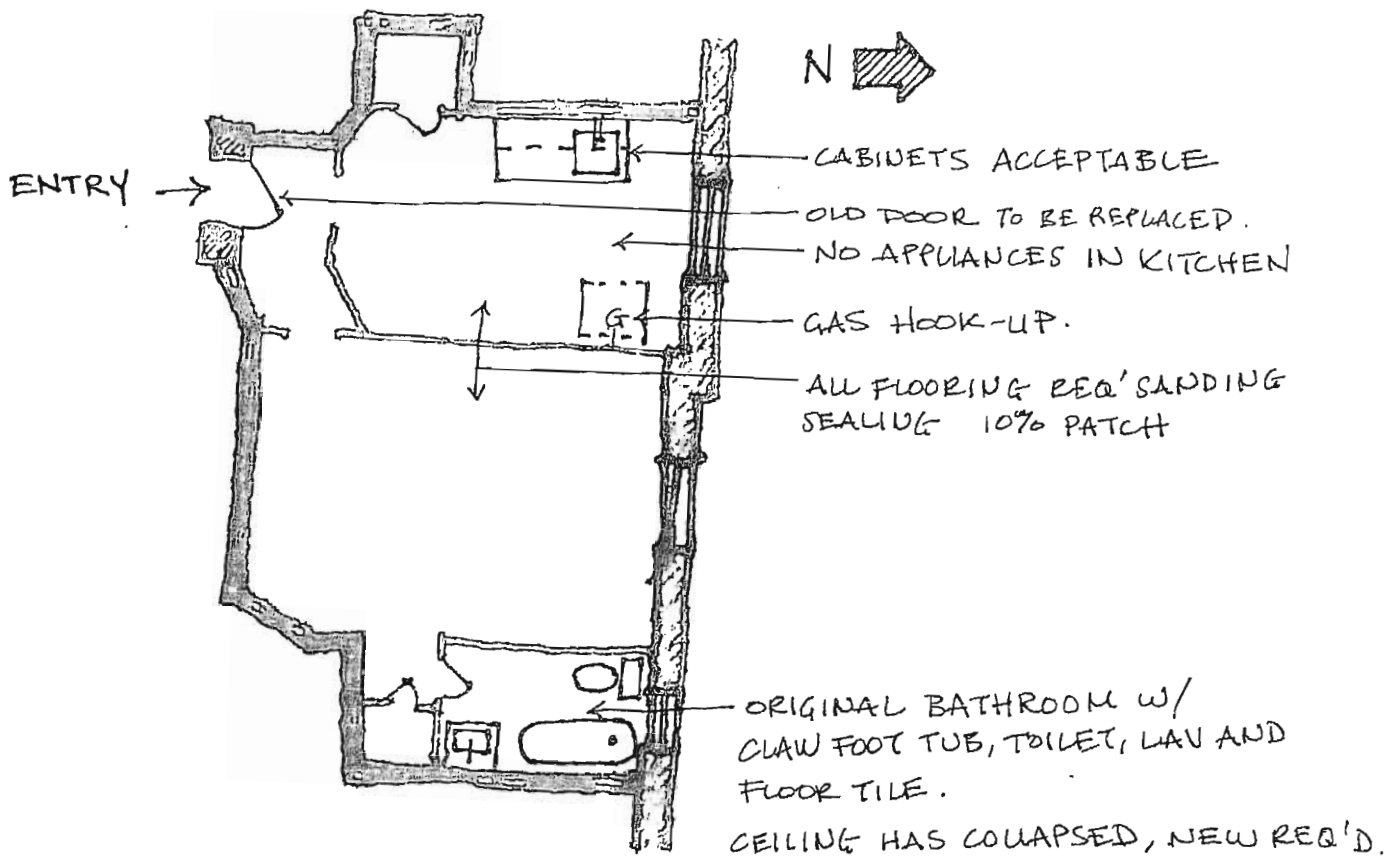 N
CABINETS ACCEPTABLE
ENTRY
OLD DOOR TO BE REPLACED.
NO APPLIANCES IN KITCHEN
G
GAS HOOK-UP.
ALL FLOORING REQ' SANDING
SEALING 10% PATCH
ORIGINAL BATHROOM W/
CLAW FOOT TUB, TOILET, LAV AND
FLOOR TILE.
CEILING HAS COLLAPSED, NEW REQ'D.